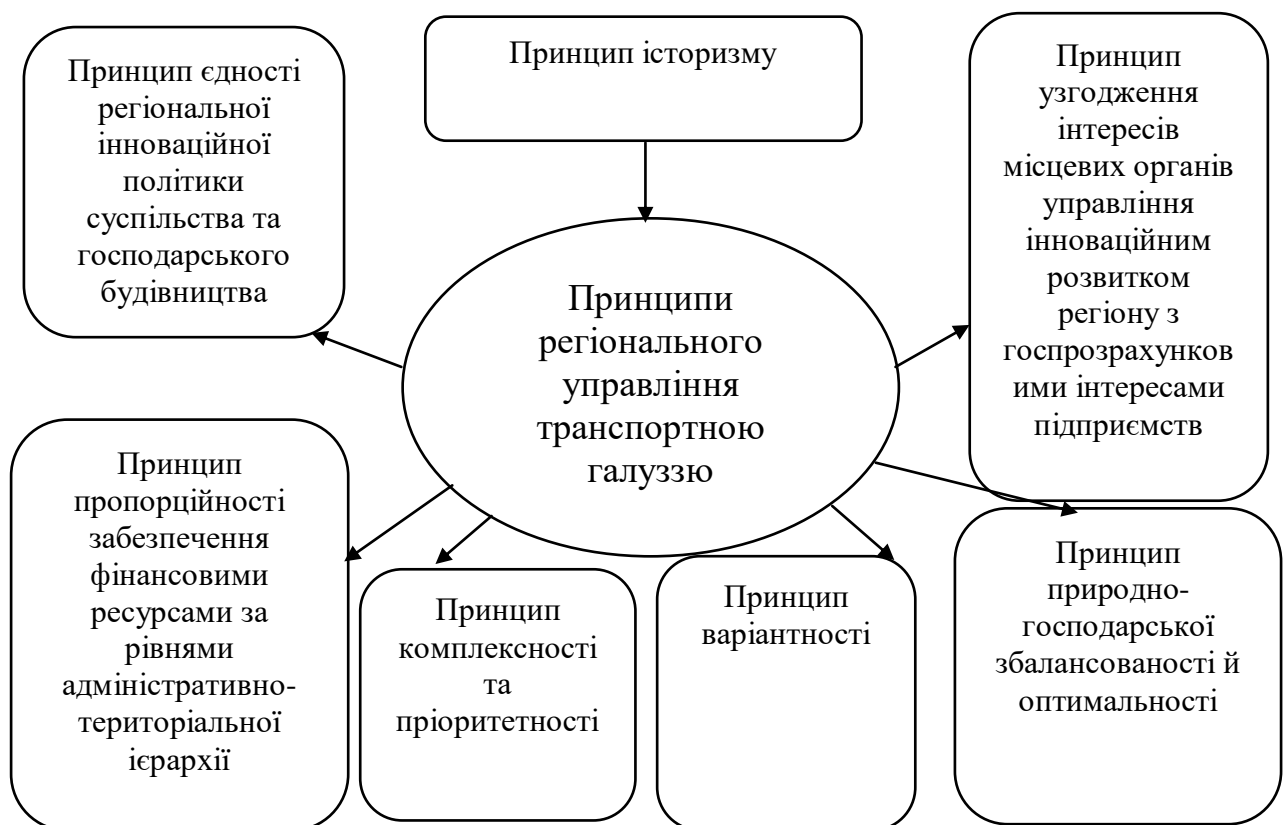 Принцип єдності
регіональної
інноваційної
політики
суспільства та
господарського
будівництва
Принцип історизму
Принцип
узгодження
інтересів
місцевих органів
управління
інноваційним
розвитком
регіону з
госпрозрахунков
ими інтересами
підприємств
Принципи
регіонального
управління
транспортною
галуззю
Принцип
пропорційності
забезпечення
фінансовими
ресурсами за
рівнями
адміністративно-
територіальної
ієрархії
Принцип
комплексності
та
пріоритетності
Принцип
варіантності
Принцип
природно-
господарської
збалансованості й
оптимальності